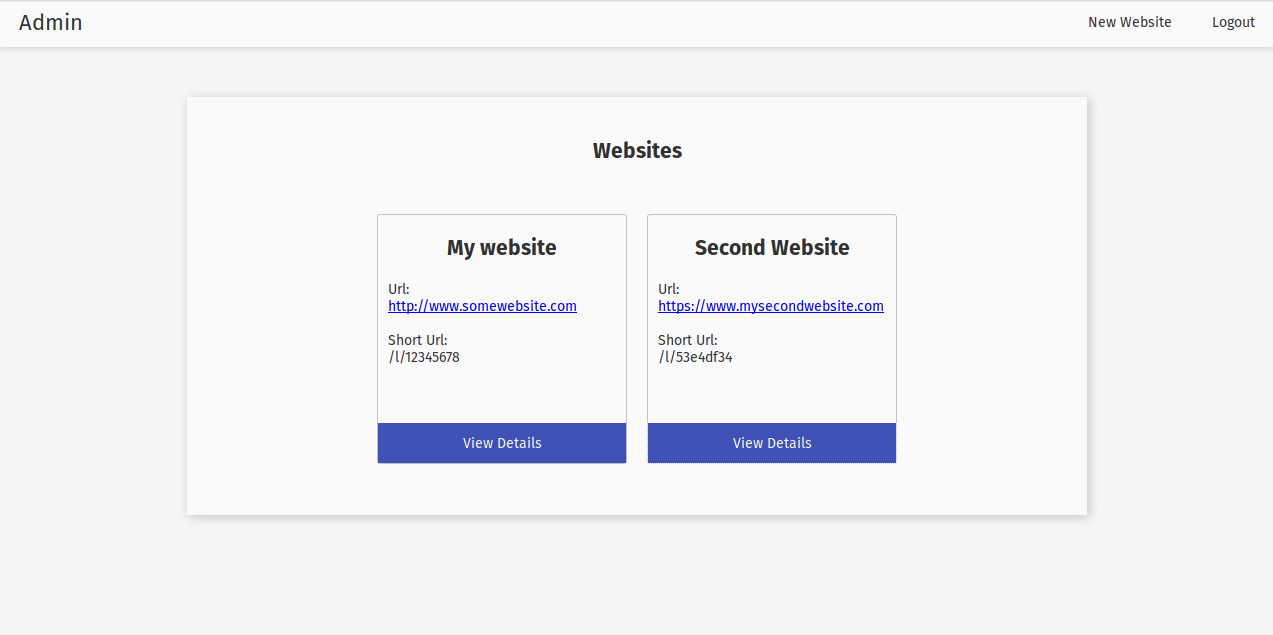 Admin
New Website
Logout
Websites
My website
Url:
http://www.somewebsite.com
Short Url:
/l/12345678
View Details
Second Website
Url:
https://www.mysecondwebsite.com
Short Url:
/l/53e4df34
View Details